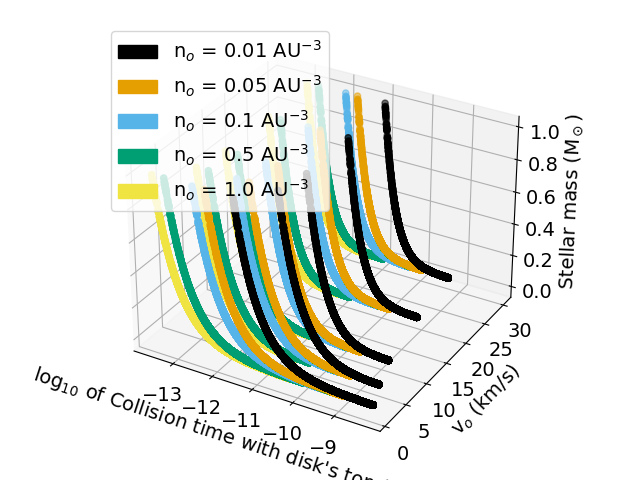 n_o = 0.01 AU^−3
n_o = 0.05 AU^−3
n_o = 0.1 AU^−3
n_o = 0.5 AU^−3
n_o = 1.0 AU^−3
1.0
0.8
0.6
0.4
0.2
0.0
Stellar mass (M_⊙)
30
25
20
15
10
5
0
v_o (km/s)
−13
−12
−11
−10
−9
log_10 of Collision time with disk's